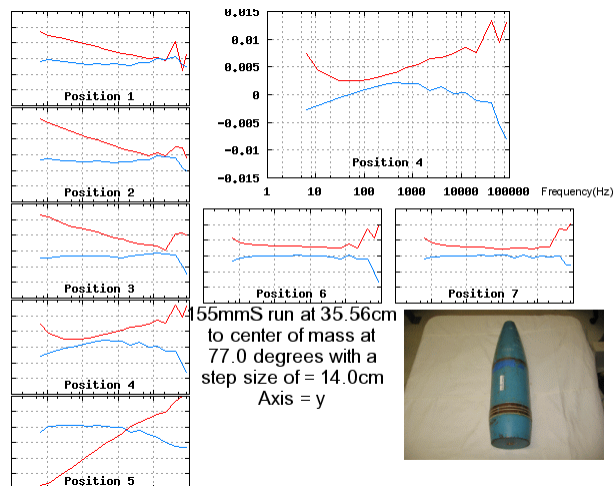 Position 1
Position 2
Position 3
Position 4
Position 5
0.015
0.01
0.005
0
-0.005
-0.01
-0.015
Position 4
1 10 100 1000 10000 100000 Frequency(Hz)
Position 6
Position 7
155mmS run at 35.56cm
to center of mass at
77.0 degrees with a
step size of = 14.0cm
Axis = y